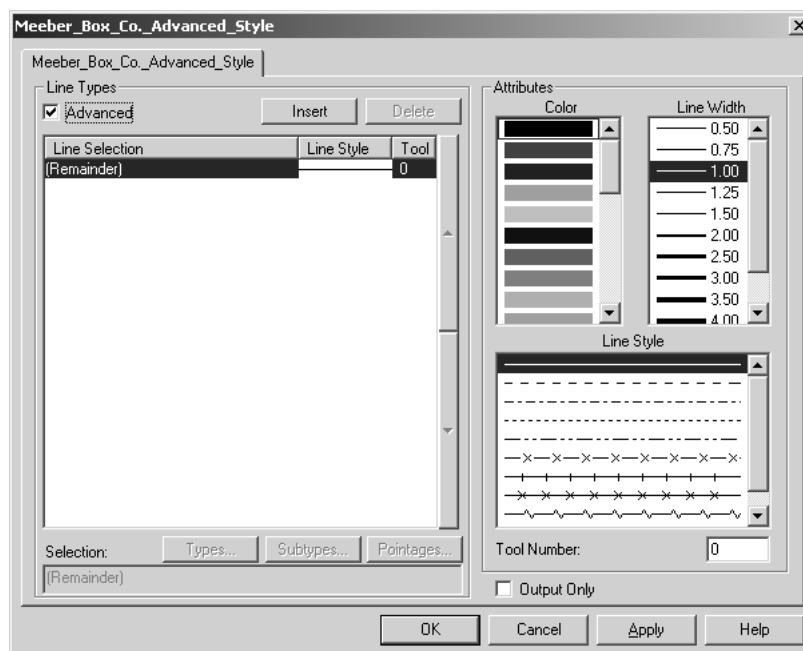 Meeber_Box_Co._Advanced_Style
Meeber_Box_Co._Advanced_Style
Line Types
Advanced
Insert
Delete
Line Selection Line Style Tool
(Remainder) 0
Selection:
Types...
Subtypes...
Pointages...
(Remainder)
Attributes
Color
Line Width
0.50
0.75
1.00
1.25
1.50
2.00
2.50
3.00
3.50
4.00
Line Style
Tool Number: 0
Output Only
OK
Cancel
Apply
Help